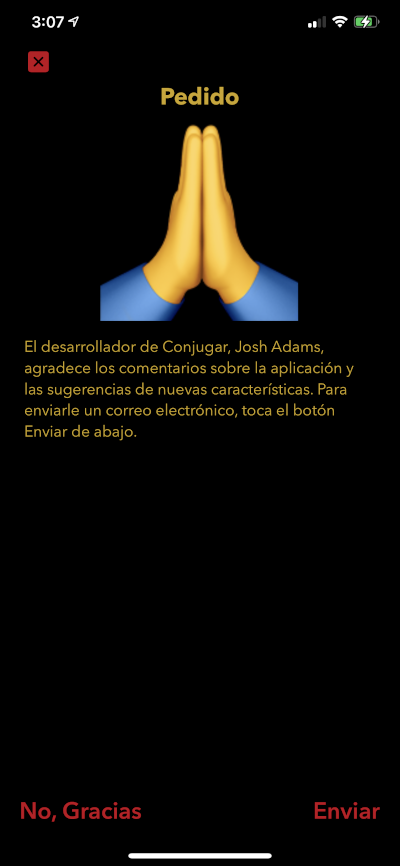 3:07
Pedido
El desarrollador de Conjugar, Josh Adams,
agradece los comentarios sobre la aplicación y
las sugerencias de nuevas características. Para
enviarle un correo electrónico, toca el botón
Enviar de abajo.
No, Gracias
Enviar